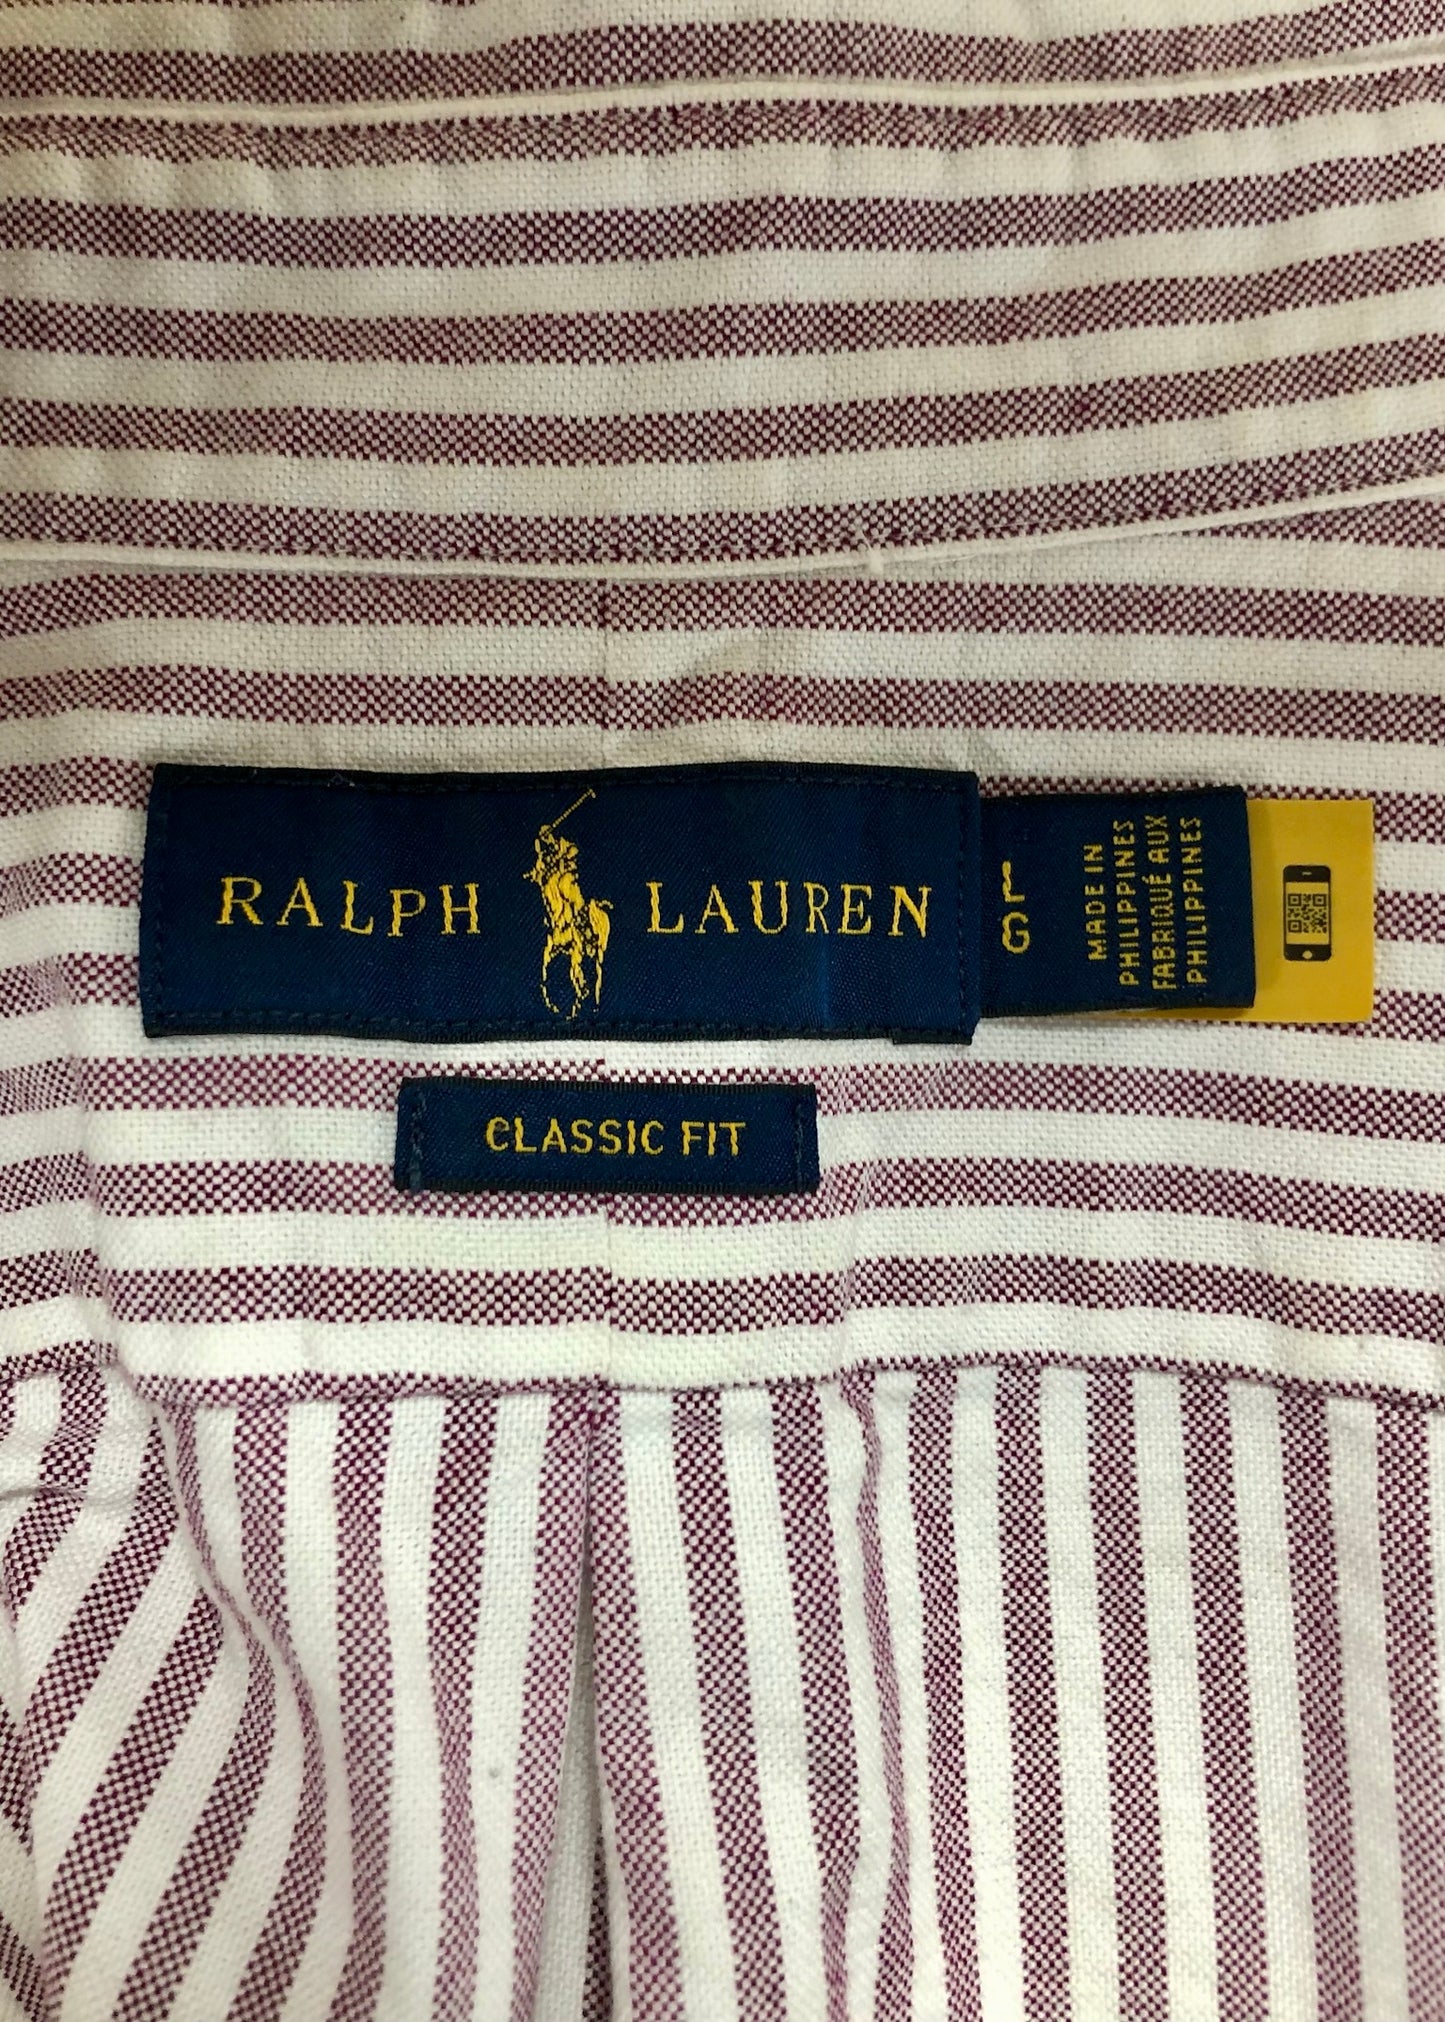 RALPH LAUREN
LG
MADE IN
PHILIPPINES
FABRIQUÉ AUX
PHILIPPINES
CLASSIC FIT